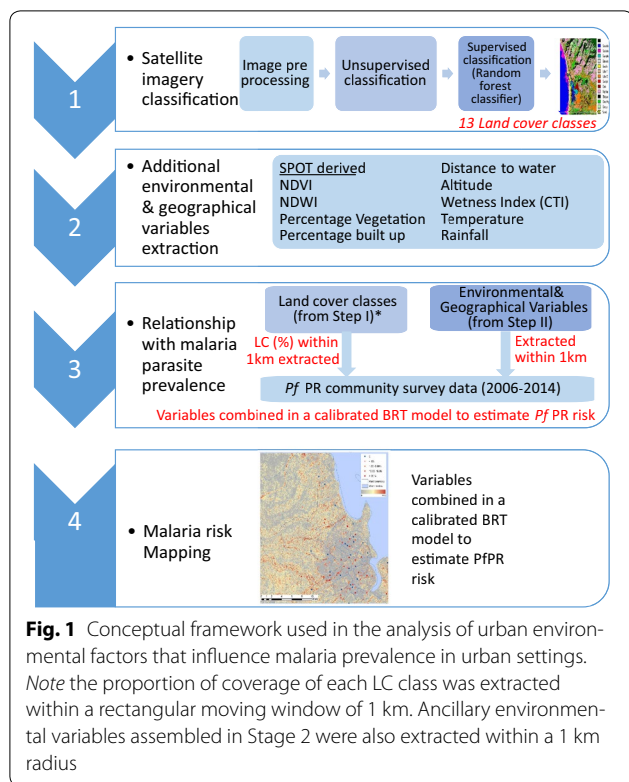 1
• Satellite
imagery
classification
Image pre
processing
Unsupervised
classification
Supervised
classification
(Random
forest
classifier)
13 Land cover classes
2
• Additional
environmental
& geographical
variables
extraction
SPOT derived
NDVI
NDWI
Percentage Vegetation
Percentage built up
Distance to water
Altitude
Wetness Index (CTI)
Temperature
Rainfall
3
• Relationship
with malaria
parasite
prevalence
Land cover classes
(from Step I)*
Environmental&
Geographical Variables
(from Step II)
LC (%) within
1km extracted
Extracted
within 1km
Pf PR community survey data (2006-2014)
Variables combined in a calibrated BRT model to estimate Pf PR risk
4
• Malaria risk
Mapping
Variables
combined in a
calibrated BRT
model to
estimate PfPR
risk
Fig. 1 Conceptual framework used in the analysis of urban environ-
mental factors that influence malaria prevalence in urban settings.
Note the proportion of coverage of each LC class was extracted
within a rectangular moving window of 1 km. Ancillary environmen-
tal variables assembled in Stage 2 were also extracted within a 1 km
radius